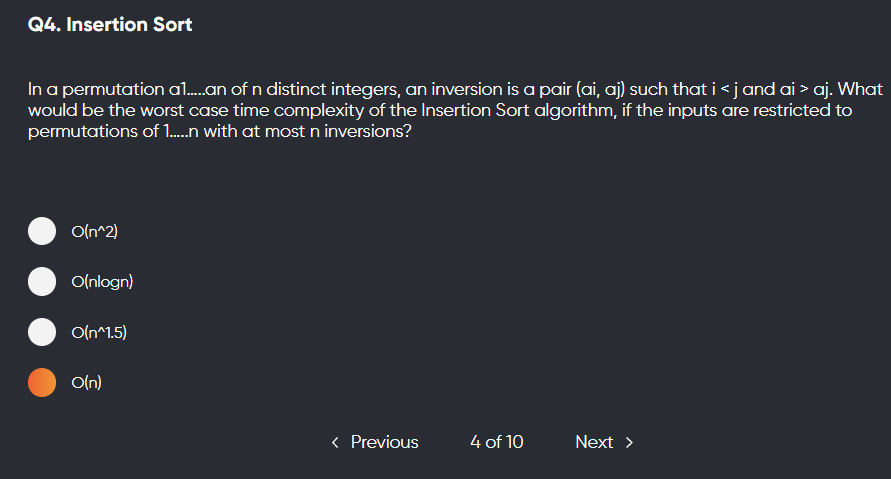 Q4. Insertion Sort
In a permutation a1.....an of n distinct integers, an inversion is a pair (ai, aj) such that i < j and ai > aj. What
would be the worst case time complexity of the Insertion Sort algorithm, if the inputs are restricted to
permutations of 1.....n with at most n inversions?
O(n^2)
O(nlogn)
O(n^1.5)
O(n)
< Previous 4 of 10 Next >